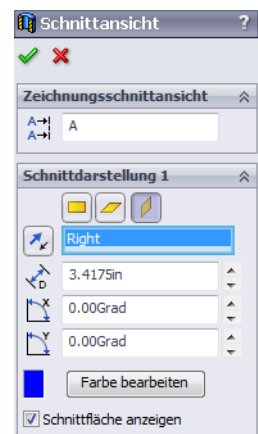 Schnittansicht ?
Zeichnungsschnittansicht
A
A
A
Schnittdarstellung 1
Right
D
3.4175in
X
0.00Grad
Y
0.00Grad
Farbe bearbeiten
Schnittfläche anzeigen